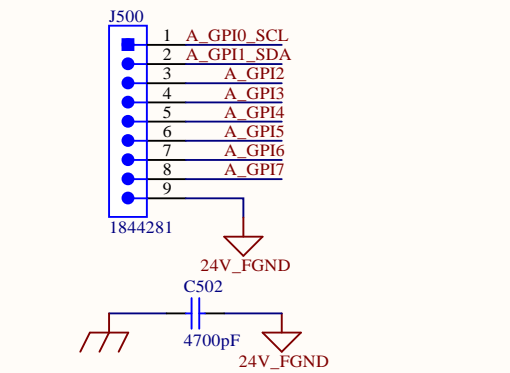 J500
1 A_GPI0_SCL
2 A_GPI1_SDA
3 A_GPI2
4 A_GPI3
5 A_GPI4
6 A_GPI5
7 A_GPI6
8 A_GPI7
9
1844281
24V_FGND
C502
4700pF
24V_FGND